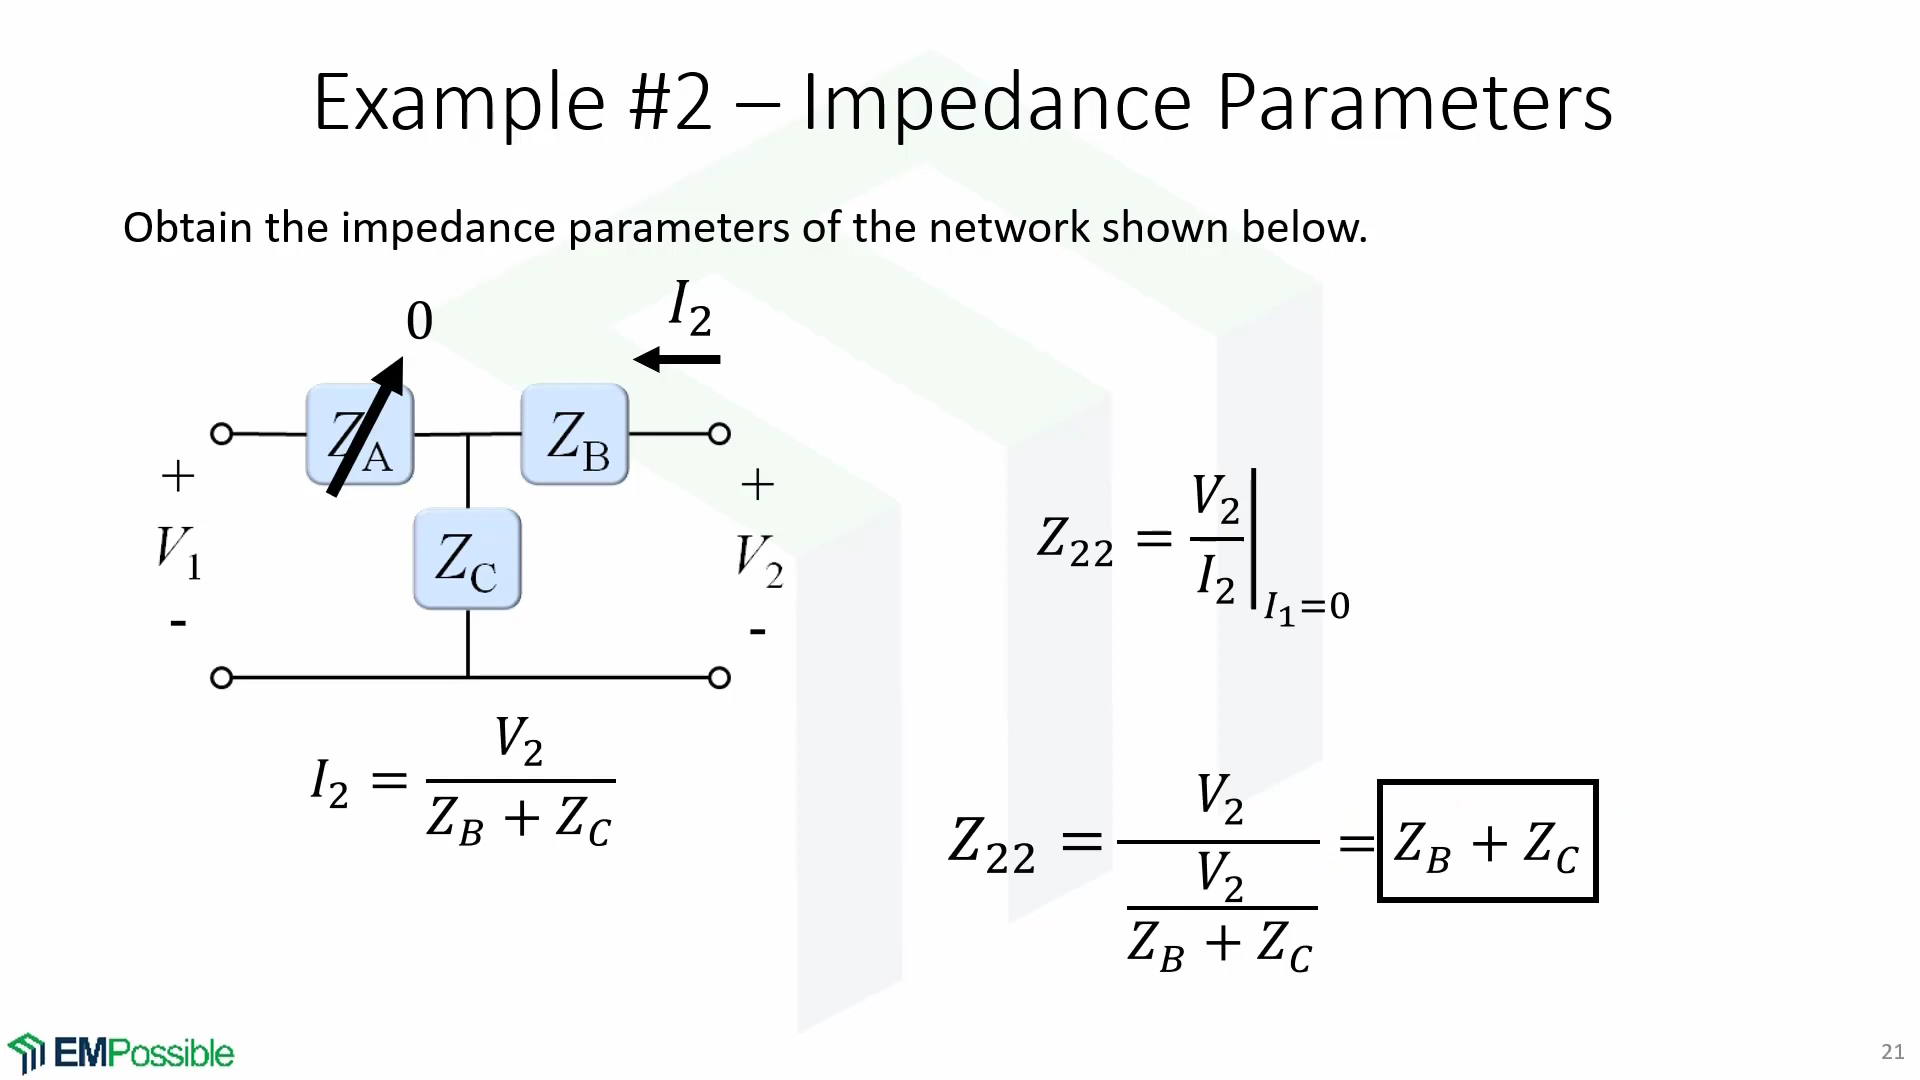 Example #2 – Impedance Parameters
Obtain the impedance parameters of the network shown below.
0
I₂
Z_A
Z_B
+
V₁
-
Z_C
+
V₂
-
Z₂₂ = V₂/I₂ |_{I₁=0}
I₂ = V₂/(Z_B + Z_C)
Z₂₂ = V₂/(V₂/(Z_B + Z_C)) = Z_B + Z_C
EMPossible
21